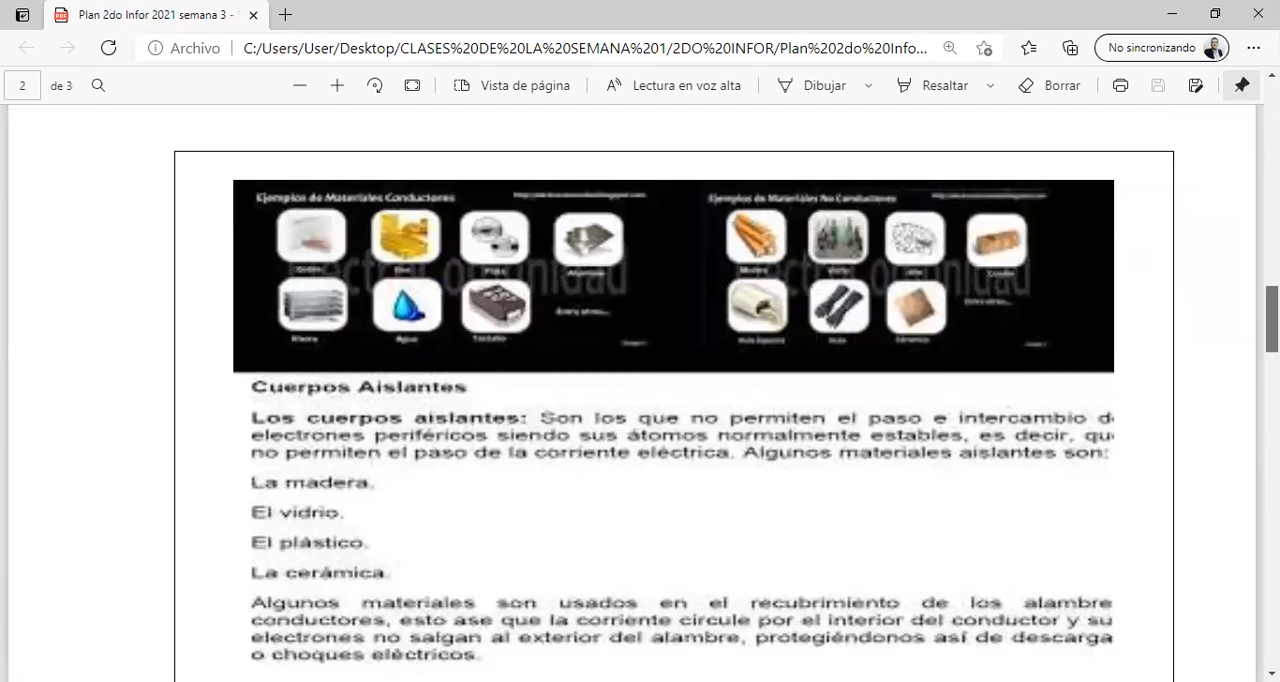 Plan 2do Infor 2021 semana 3 -
Archivo C:/Users/User/Desktop/CLASES%20DE%20LA%20SEMANA%201/2DO%20INFOR/Plan%202do%20Info... No sincronizando
2 de 3 Vista de página Lectura en voz alta Dibujar Resaltar Borrar
Ejemplos de Materiales Conductores
Ejemplos de Materiales No Conductores
Agua
Tantalio
Entre otros...
Cuerpos Aislantes
Los cuerpos aislantes: Son los que no permiten el paso e intercambio d
electrones periféricos siendo sus átomos normalmente estables, es decir, qu
no permiten el paso de la corriente eléctrica. Algunos materiales aislantes son:
La madera.
El vidrio.
El plástico.
La cerámica.
Algunos materiales son usados en el recubrimiento de los alambre
conductores, esto ase que la corriente circule por el interior del conductor y su
electrones no salgan al exterior del alambre, protegiéndonos así de descarga
o choques eléctricos.